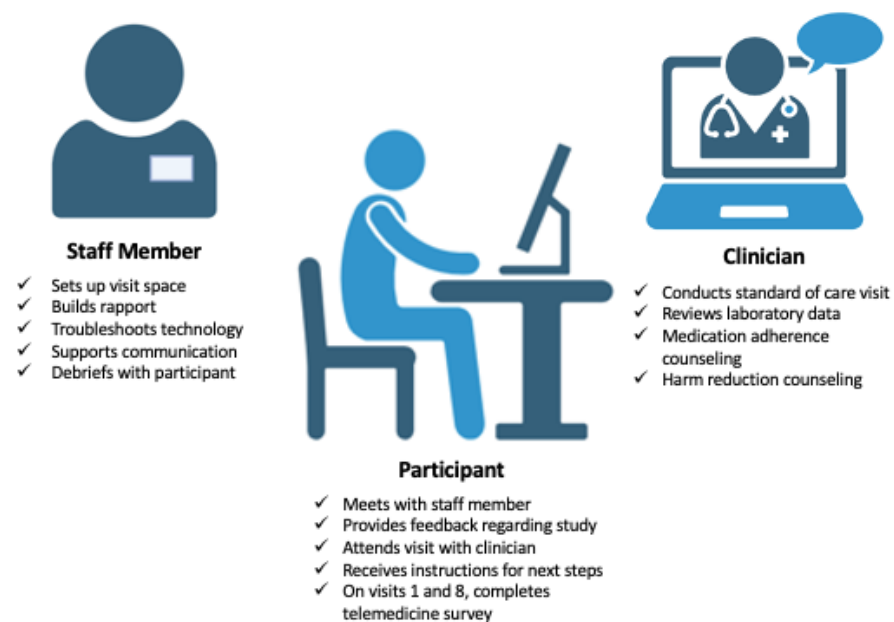 Staff Member
✓ Sets up visit space
✓ Builds rapport
✓ Troubleshoots technology
✓ Supports communication
✓ Debriefs with participant
Participant
✓ Meets with staff member
✓ Provides feedback regarding study
✓ Attends visit with clinician
✓ Receives instructions for next steps
✓ On visits 1 and 8, completes
telemedicine survey
Clinician
✓ Conducts standard of care visit
✓ Reviews laboratory data
✓ Medication adherence
counseling
✓ Harm reduction counseling